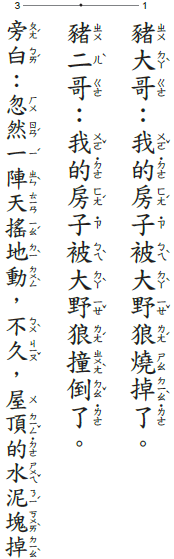 3 1
豬大哥：我的房子被大野狼燒掉了。
豬二哥：我的房子被大野狼撞倒了。
旁白：忽然一陣天搖地動，不久，屋頂的水泥塊掉